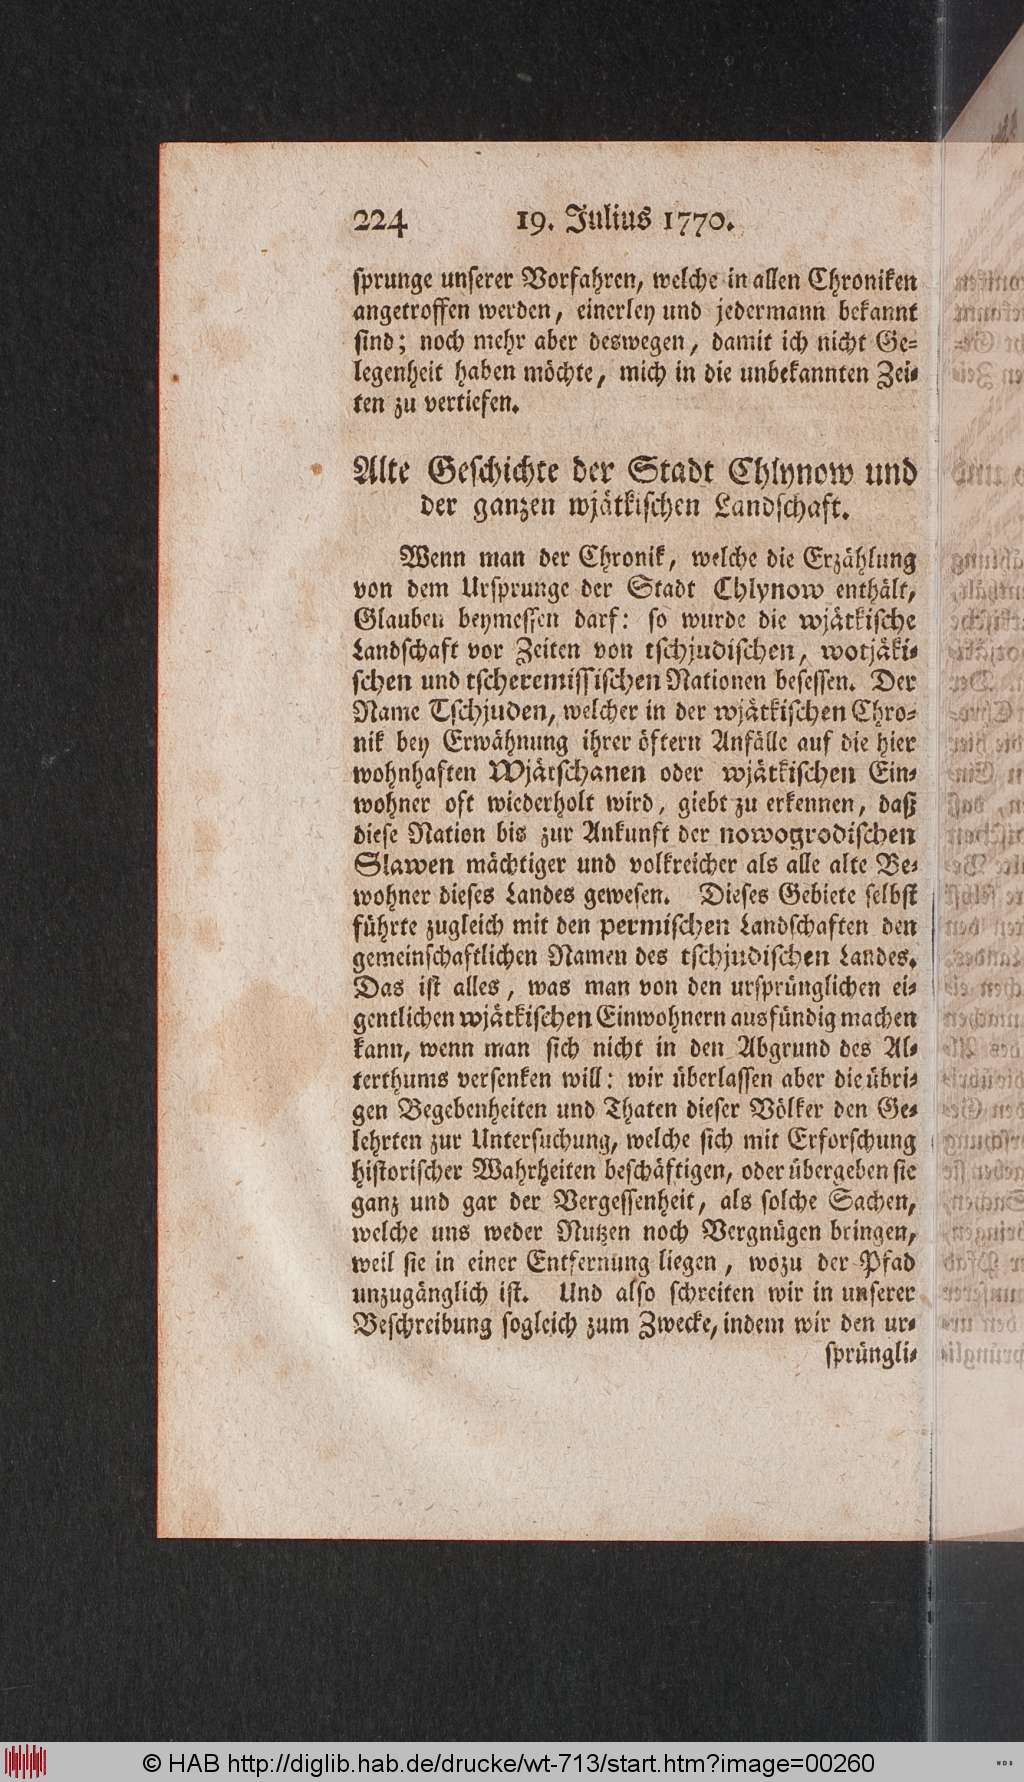 224 19. Julius 1770.
sprunge unserer Vorfahren, welche in allen Chroniken
angetroffen werden, einerley und jedermann bekannt
sind; noch mehr aber deswegen, damit ich nicht Ge=
legenheit haben möchte, mich in die unbekannten Zei=
ten zu vertiefen.
Alte Geschichte der Stadt Chlynow und
der ganzen wjätkischen Landschaft.
Wenn man der Chronik, welche die Erzählung
von dem Ursprunge der Stadt Chlynow enthält,
Glauben beymessen darf: so wurde die wjätkische
Landschaft vor Zeiten von tschjudischen, wotjäki=
schen und tscheremissischen Nationen besessen. Der
Name Tschjuden, welcher in der wjätkischen Chro=
nik bey Erwähnung ihrer öftern Anfälle auf die hier
wohnhaften Wjätschanen oder wjätkischen Ein=
wohner oft wiederholt wird, giebt zu erkennen, daß
diese Nation bis zur Ankunft der nowogrodischen
Slawen mächtiger und volkreicher als alle alte Be=
wohner dieses Landes gewesen. Dieses Gebiete selbst
führte zugleich mit den permischen Landschaften den
gemeinschaftlichen Namen des tschjudischen Landes.
Das ist alles, was man von den ursprünglichen ei=
gentlichen wjätkischen Einwohnern ausfündig machen
kann, wenn man sich nicht in den Abgrund des Al=
terthums versenken will: wir überlassen aber die übri=
gen Begebenheiten und Thaten dieser Völker den Ge=
lehrten zur Untersuchung, welche sich mit Erforschung
historischer Wahrheiten beschäftigen, oder übergeben sie
ganz und gar der Vergessenheit, als solche Sachen,
welche uns weder Nutzen noch Vergnügen bringen,
weil sie in einer Entfernung liegen, wozu der Pfad
unzugänglich ist. Und also schreiten wir in unserer
Beschreibung sogleich zum Zwecke, indem wir den ur=
sprüngli=
© HAB http://diglib.hab.de/drucke/wt-713/start.htm?image=00260